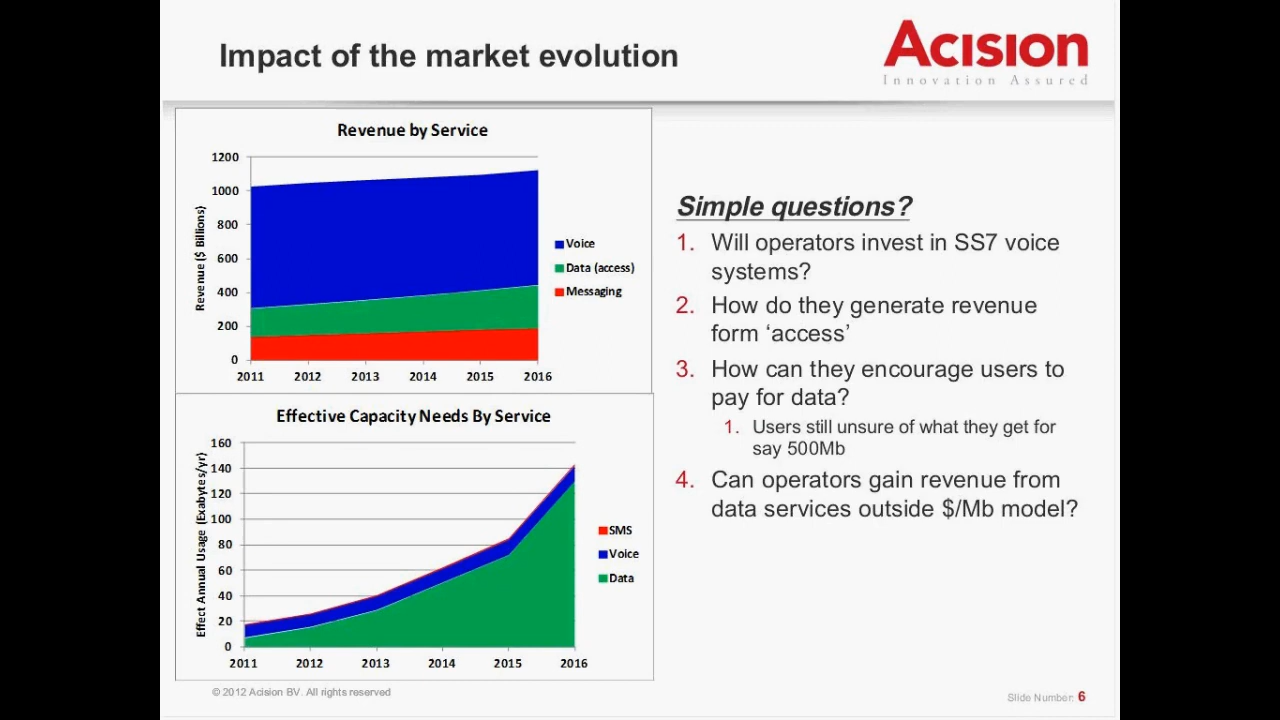 Impact of the market evolution
Acision
Innovation Assured
Revenue by Service
Revenue ($ Billions)
1200
1000
800
600
400
200
0
2011 2012 2013 2014 2015 2016
Voice
Data (access)
Messaging
Effective Capacity Needs By Service
Effect Annual Usage (Exabytes/yr)
160
140
120
100
80
60
40
20
0
2011 2012 2013 2014 2015 2016
SMS
Voice
Data
Simple questions?
1. Will operators invest in SS7 voice
systems?
2. How do they generate revenue
form ‘access’
3. How can they encourage users to
pay for data?
1. Users still unsure of what they get for
say 500Mb
4. Can operators gain revenue from
data services outside $/Mb model?
© 2012 Acision BV. All rights reserved
Slide Number: 6